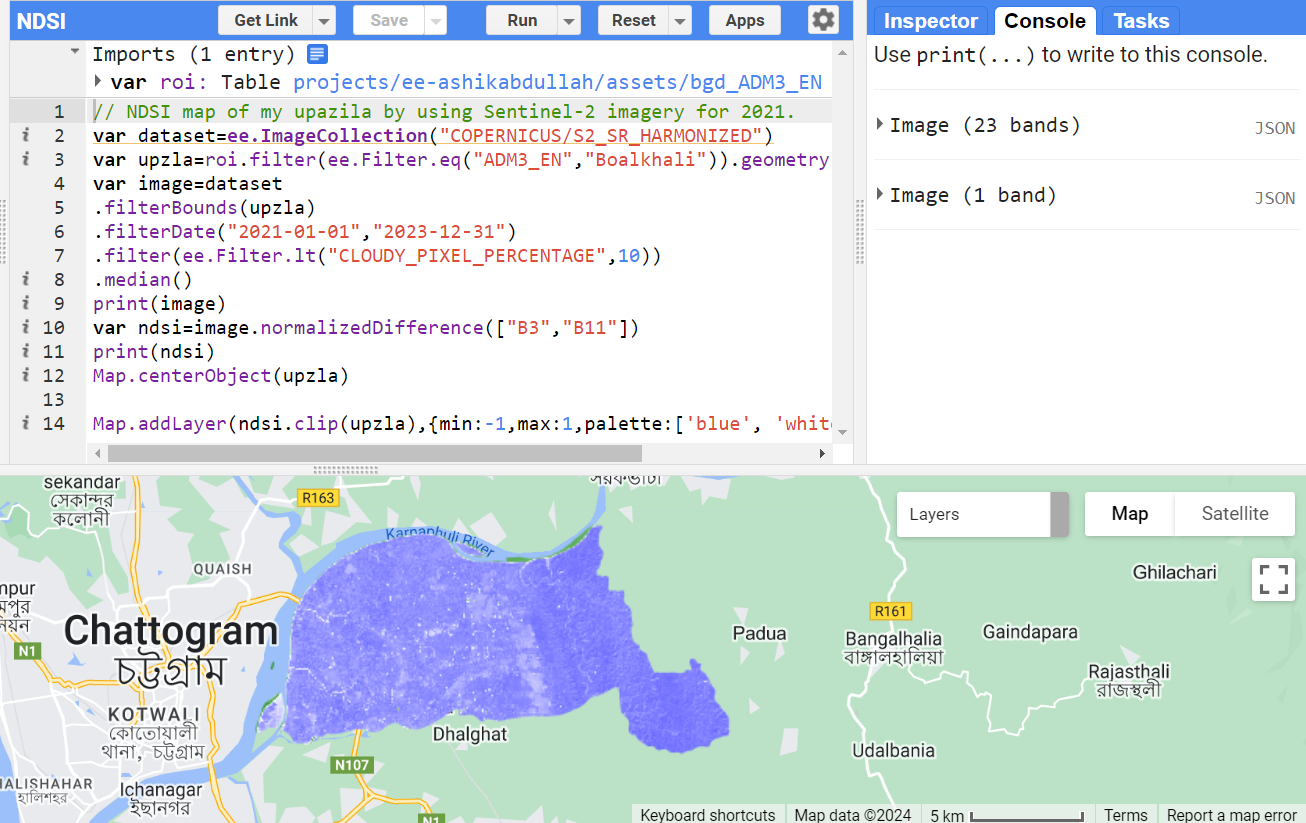 NDSI
Get Link
Save
Run
Reset
Apps
Inspector
Console
Tasks
Imports (1 entry)
var roi: Table projects/ee-ashikabdullah/assets/bgd_ADM3_EN
1 // NDSI map of my upazila by using Sentinel-2 imagery for 2021.
i 2 var dataset=ee.ImageCollection("COPERNICUS/S2_SR_HARMONIZED")
i 3 var upzla=roi.filter(ee.Filter.eq("ADM3_EN","Boalkhali")).geometry
4 var image=dataset
5 .filterBounds(upzla)
6 .filterDate("2021-01-01","2023-12-31")
7 .filter(ee.Filter.lt("CLOUDY_PIXEL_PERCENTAGE",10))
i 8 .median()
i 9 print(image)
i 10 var ndsi=image.normalizedDifference(["B3","B11"])
i 11 print(ndsi)
i 12 Map.centerObject(upzla)
13
i 14 Map.addLayer(ndsi.clip(upzla),{min:-1,max:1,palette:['blue', 'white
Use print(...) to write to this console.
Image (23 bands)
JSON
Image (1 band)
JSON
sekandar
সেকান্দর
কলোনী
R163
Karnaphuli River
QUAISH
Layers
Map
Satellite
Ghilachari
mpur
N1
Chattogram
চট্টগ্রাম
Padua
R161
Bangalhalia
বাঙ্গালহালিয়া
Gaindapara
Rajasthali
রাজস্থলী
KOTWALI
কোতোয়ালী
থানা, চট্টগ্রাম
Dhalghat
Udalbania
N107
HALISHAHAR
হালিশহর
Ichanagar
ইছানগর
N1
Keyboard shortcuts
Map data ©2024
5 km
Terms
Report a map error